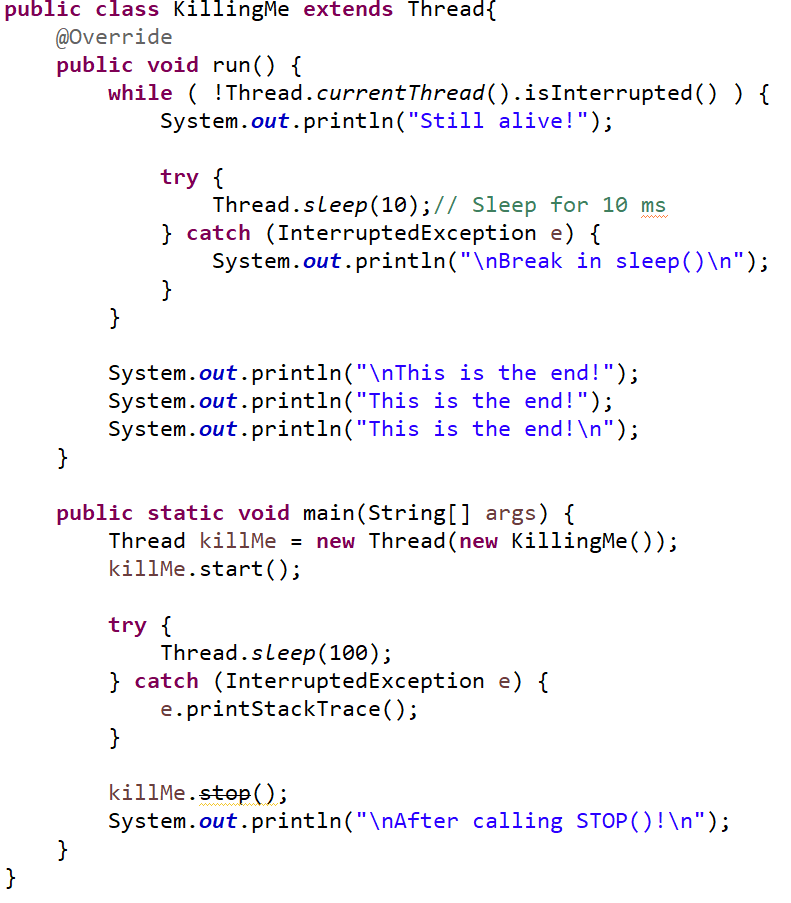 public class KillingMe extends Thread{
    @Override
    public void run() {
        while ( !Thread.currentThread().isInterrupted() ) {
            System.out.println("Still alive!");

            try {
                Thread.sleep(10);// Sleep for 10 ms
            } catch (InterruptedException e) {
                System.out.println("\nBreak in sleep()\n");
            }
        }

        System.out.println("\nThis is the end!");
        System.out.println("This is the end!");
        System.out.println("This is the end!\n");
    }

    public static void main(String[] args) {
        Thread killMe = new Thread(new KillingMe());
        killMe.start();

        try {
            Thread.sleep(100);
        } catch (InterruptedException e) {
            e.printStackTrace();
        }

        killMe.stop();
        System.out.println("\nAfter calling STOP()!\n");
    }
}